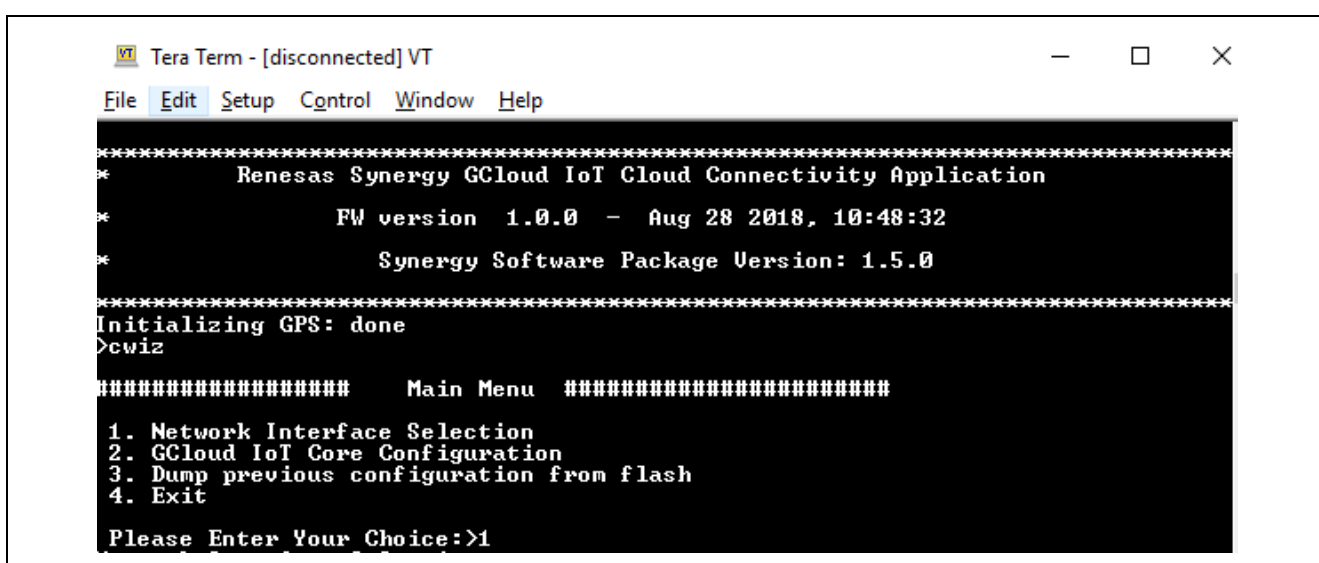 Tera Term - [disconnected] VT
File Edit Setup Control Window Help
********************************************************************************
* Renesas Synergy GCloud IoT Cloud Connectivity Application
* FW version 1.0.0 - Aug 28 2018, 10:48:32
* Synergy Software Package Version: 1.5.0
********************************************************************************
Initializing GPS: done
>cwiz
################## Main Menu #######################
1. Network Interface Selection
2. GCloud IoT Core Configuration
3. Dump previous configuration from flash
4. Exit
Please Enter Your Choice:>1